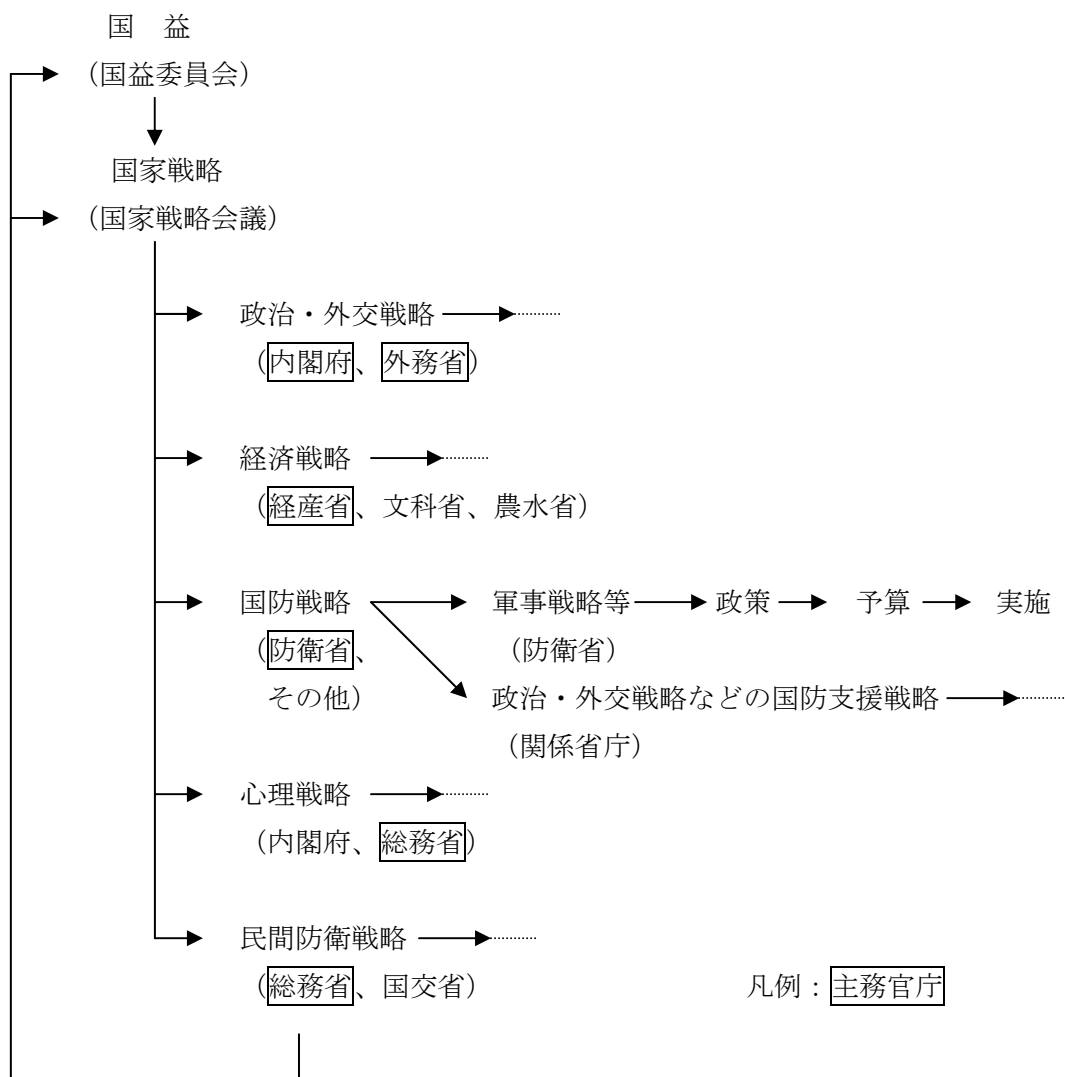 国 益
(国益委員会)
国家戦略
(国家戦略会議)
政治・外交戦略
(内閣府、外務省)
経済戦略
(経産省、文科省、農水省)
国防戦略 軍事戦略等 政策 予算 実施
(防衛省、 (防衛省)
その他) 政治・外交戦略などの国防支援戦略
(関係省庁)
心理戦略
(内閣府、総務省)
民間防衛戦略
(総務省、国交省) 凡例:主務官庁